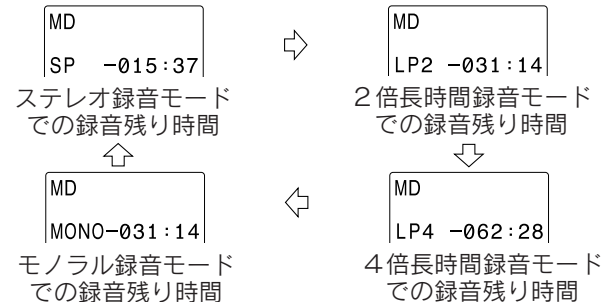 MD
SP -015:37
ステレオ録音モード
での録音残り時間
MD
LP2 -031:14
２倍長時間録音モード
での録音残り時間
MD
LP4 -062:28
４倍長時間録音モード
での録音残り時間
MD
MONO-031:14
モノラル録音モード
での録音残り時間